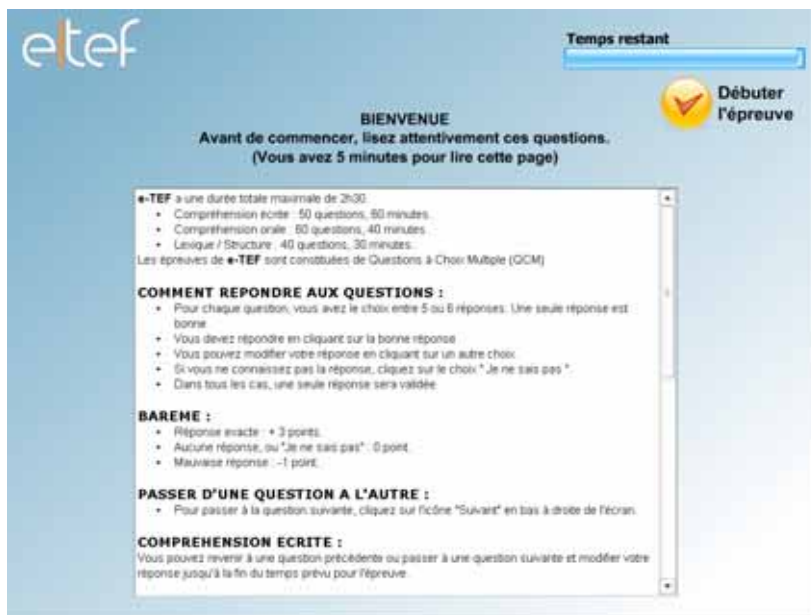 e-tef
Temps restant
Débuter
l'épreuve
BIENVENUE
Avant de commencer, lisez attentivement ces questions.
(Vous avez 5 minutes pour lire cette page)
e-TEF a une durée totale maximale de 2h30.
• Compréhension écrite : 50 questions, 60 minutes.
• Compréhension orale : 60 questions, 40 minutes.
• Lexique / Structure : 40 questions, 30 minutes.
Les épreuves de e-TEF sont constituées de Questions à Choix Multiple (QCM)
COMMENT REPONDRE AUX QUESTIONS :
• Pour chaque question, vous avez le choix entre 5 ou 6 réponses. Une seule réponse est
bonne.
• Vous devez répondre en cliquant sur la bonne réponse
• Vous pouvez modifier votre réponse en cliquant sur un autre choix
• Si vous ne connaissez pas la réponse, cliquez sur le choix " Je ne sais pas ".
• Dans tous les cas, une seule réponse sera validée
BAREME :
• Réponse exacte : + 3 points.
• Aucune réponse, ou "Je ne sais pas" : 0 point.
• Mauvaise réponse : -1 point.
PASSER D'UNE QUESTION A L'AUTRE :
• Pour passer à la question suivante, cliquez sur l'icône "Suivant" en bas à droite de l'écran.
COMPREHENSION ECRITE :
Vous pouvez revenir à une question précédente ou passer à une question suivante et modifier votre
réponse jusqu'à la fin du temps prévu pour l'épreuve.